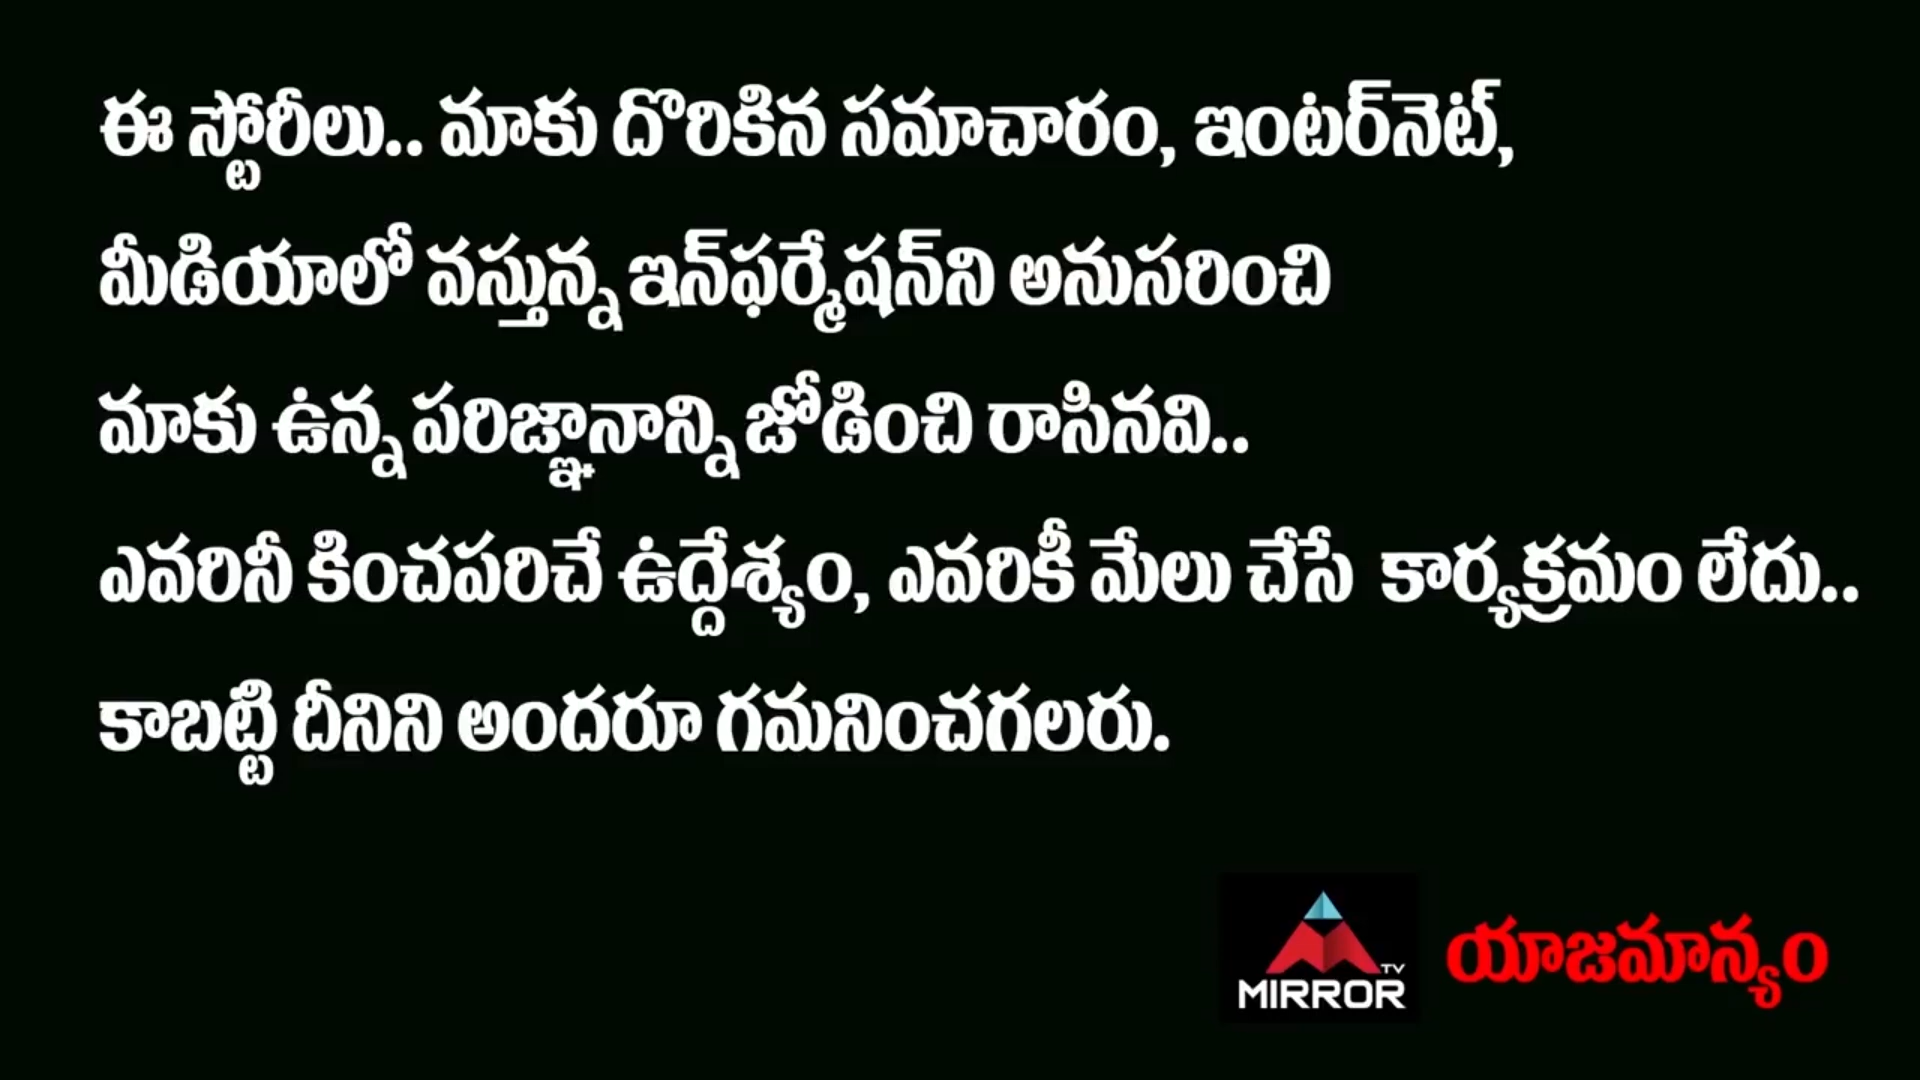 ఈ స్టోరీలు.. మాకు దొరికిన సమాచారం, ఇంటర్‌నెట్,
మీడియాలో వస్తున్న ఇన్‌ఫర్మేషన్‌ని అనుసరించి
మాకు ఉన్న పరిజ్ఞానాన్ని జోడించి రాసినవి..
ఎవరినీ కించపరిచే ఉద్దేశ్యం, ఎవరికీ మేలు చేసే కార్యక్రమం లేదు..
కాబట్టి దీనిని అందరూ గమనించగలరు.
TV
MIRROR
యాజమాన్యం